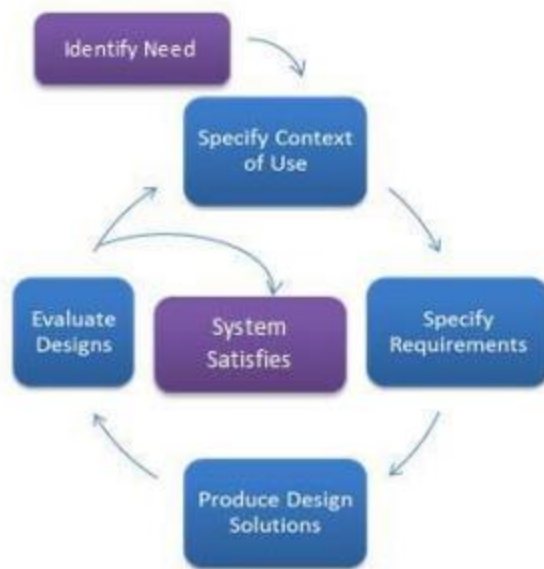 Identify Need
Specify Context
of Use
Evaluate
Designs
System
Satisfies
Specify
Requirements
Produce Design
Solutions